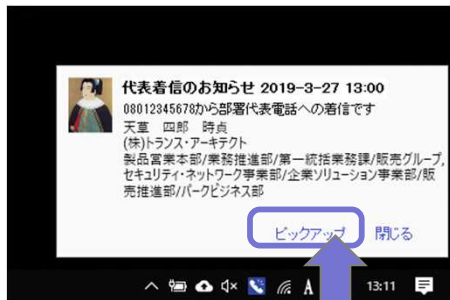 代表着信のお知らせ 2019-3-27 13:00
08012345678から部署代表電話への着信です
天草　四郎　時貞
(株)トランス・アーキテクト
製品営業本部/業務推進部/第一統括業務課/販売グループ,
セキュリティ・ネットワーク事業部/企業ソリューション事業部/販
売推進部/パークビジネス部
ピックアップ 閉じる
A 13:11